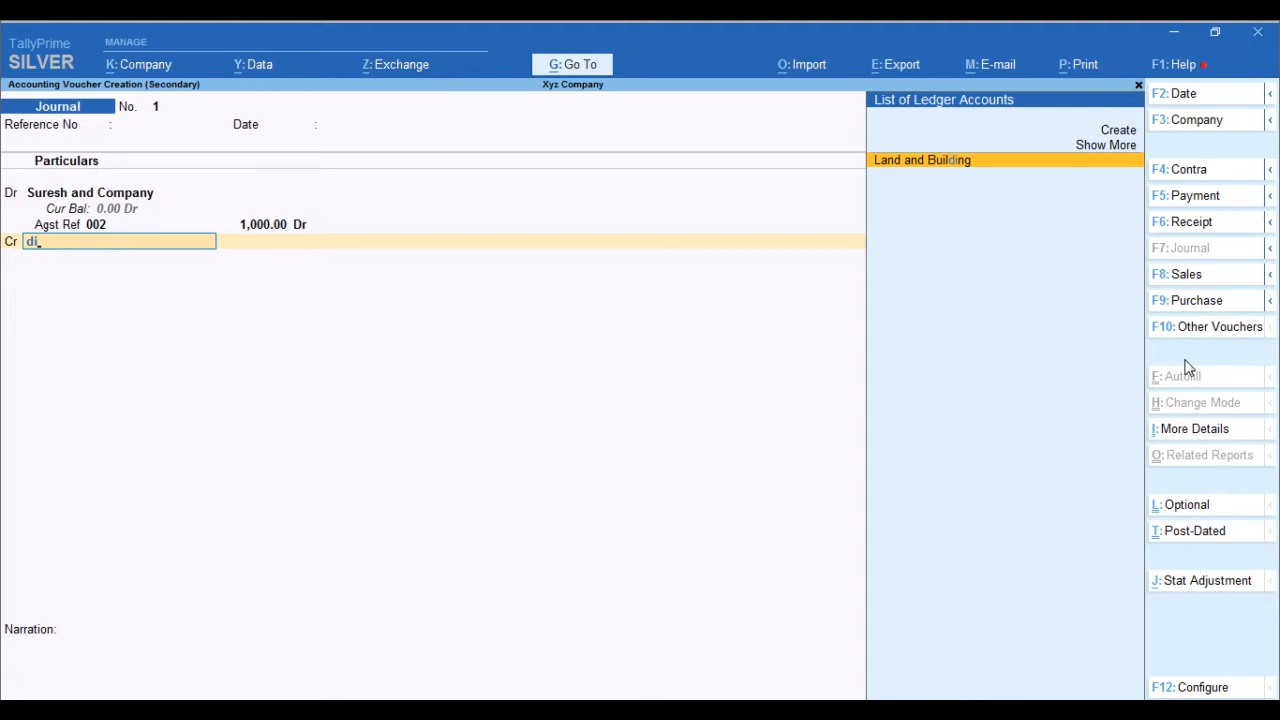 TallyPrime
SILVER
MANAGE
K: Company
Y: Data
Z: Exchange
G: Go To
O: Import
E: Export
M: E-mail
P: Print
F1: Help
Accounting Voucher Creation (Secondary)
Xyz Company
Journal No. 1
Reference No :
Date :
Particulars
Dr Suresh and Company
Cur Bal: 0.00 Dr
Agst Ref 002 1,000.00 Dr
Cr di
Narration:
List of Ledger Accounts
Create
Show More
Land and Building
F2: Date
F3: Company
F4: Contra
F5: Payment
F6: Receipt
F7: Journal
F8: Sales
F9: Purchase
F10: Other Vouchers
F: Autofill
H: Change Mode
I: More Details
O: Related Reports
L: Optional
T: Post-Dated
J: Stat Adjustment
F12: Configure